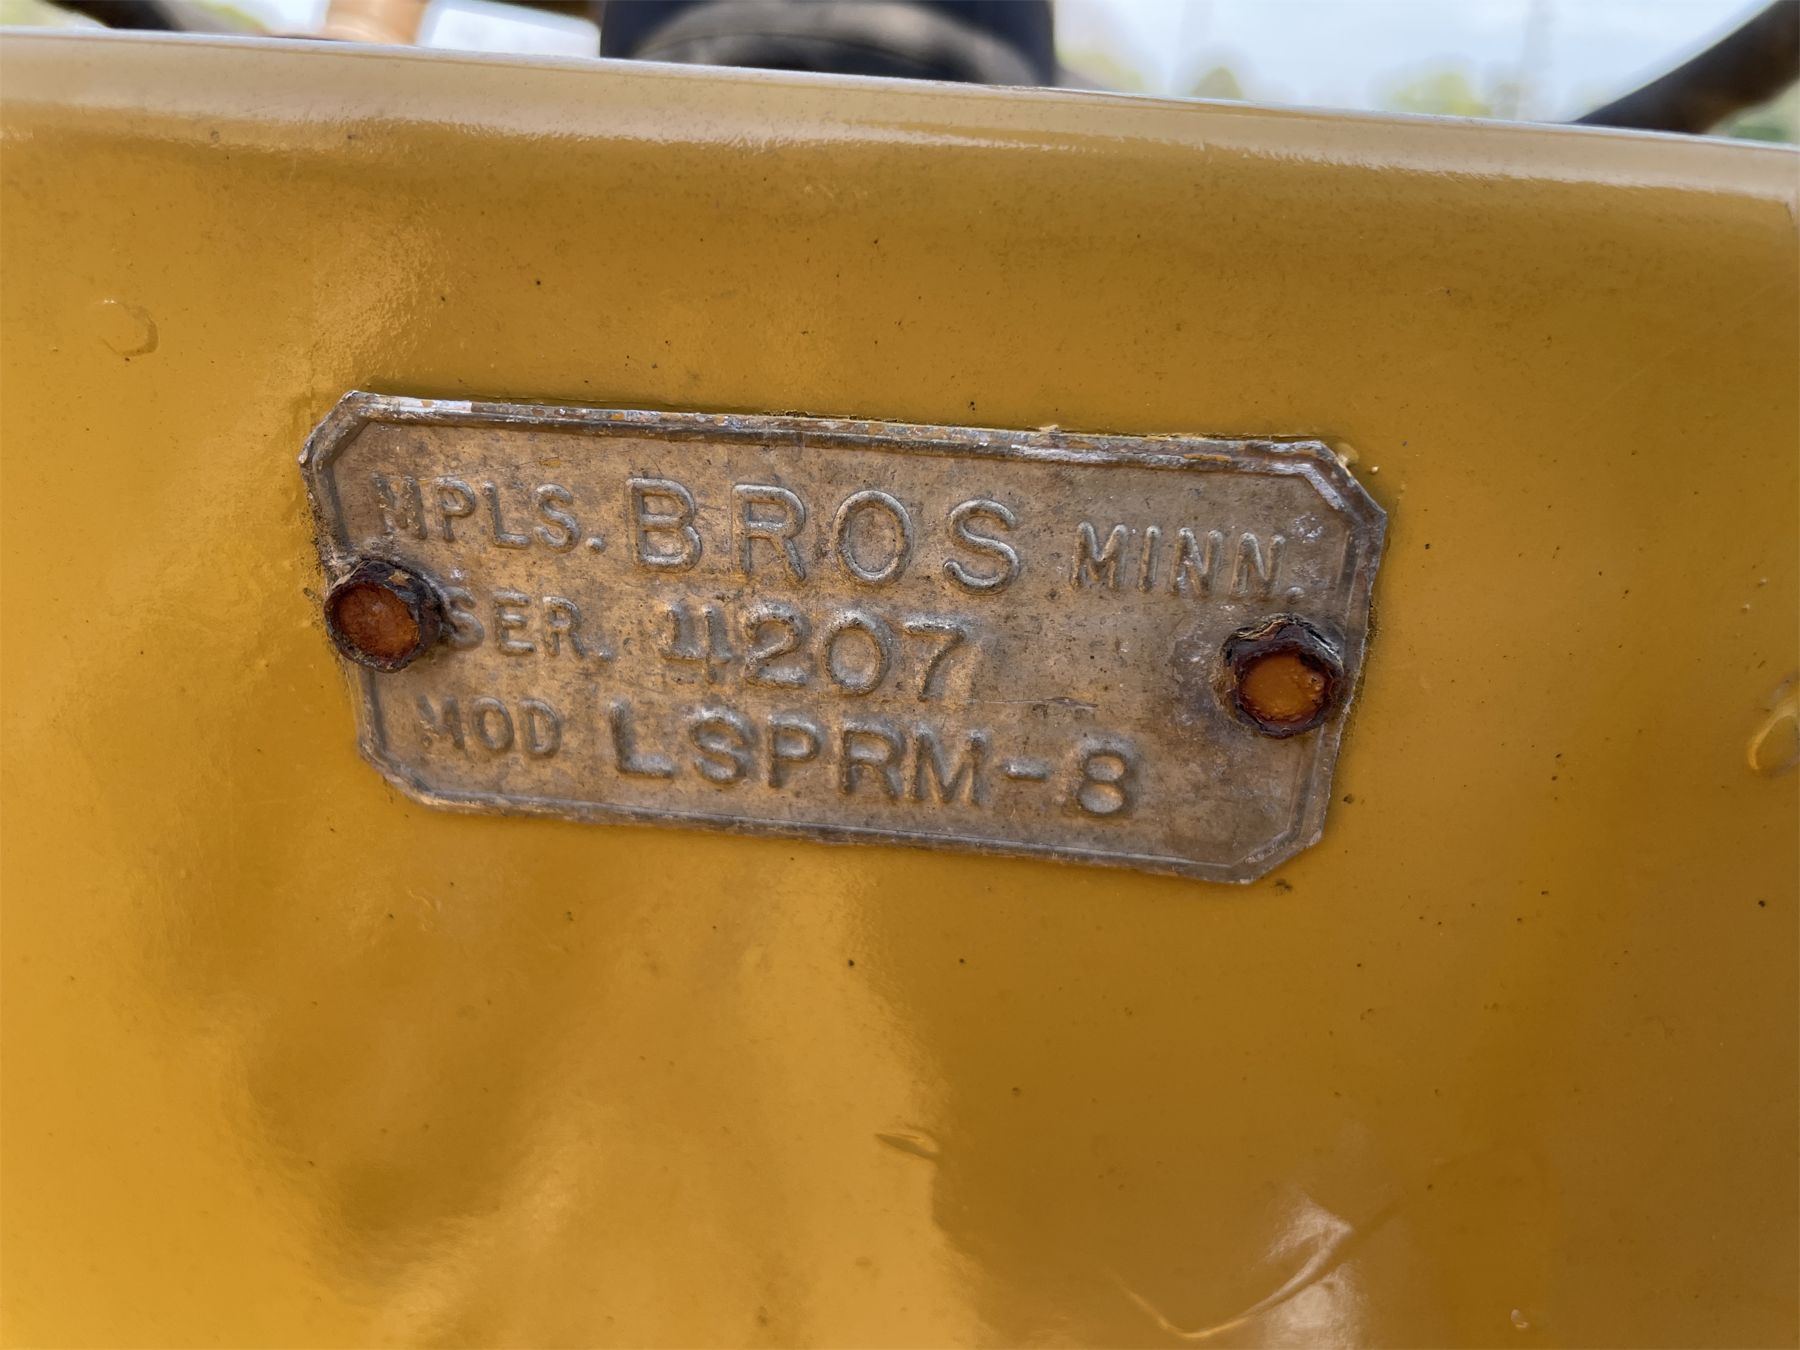 MPLS. BROS MINN.
SER. 4207
MOD LSPRM-8